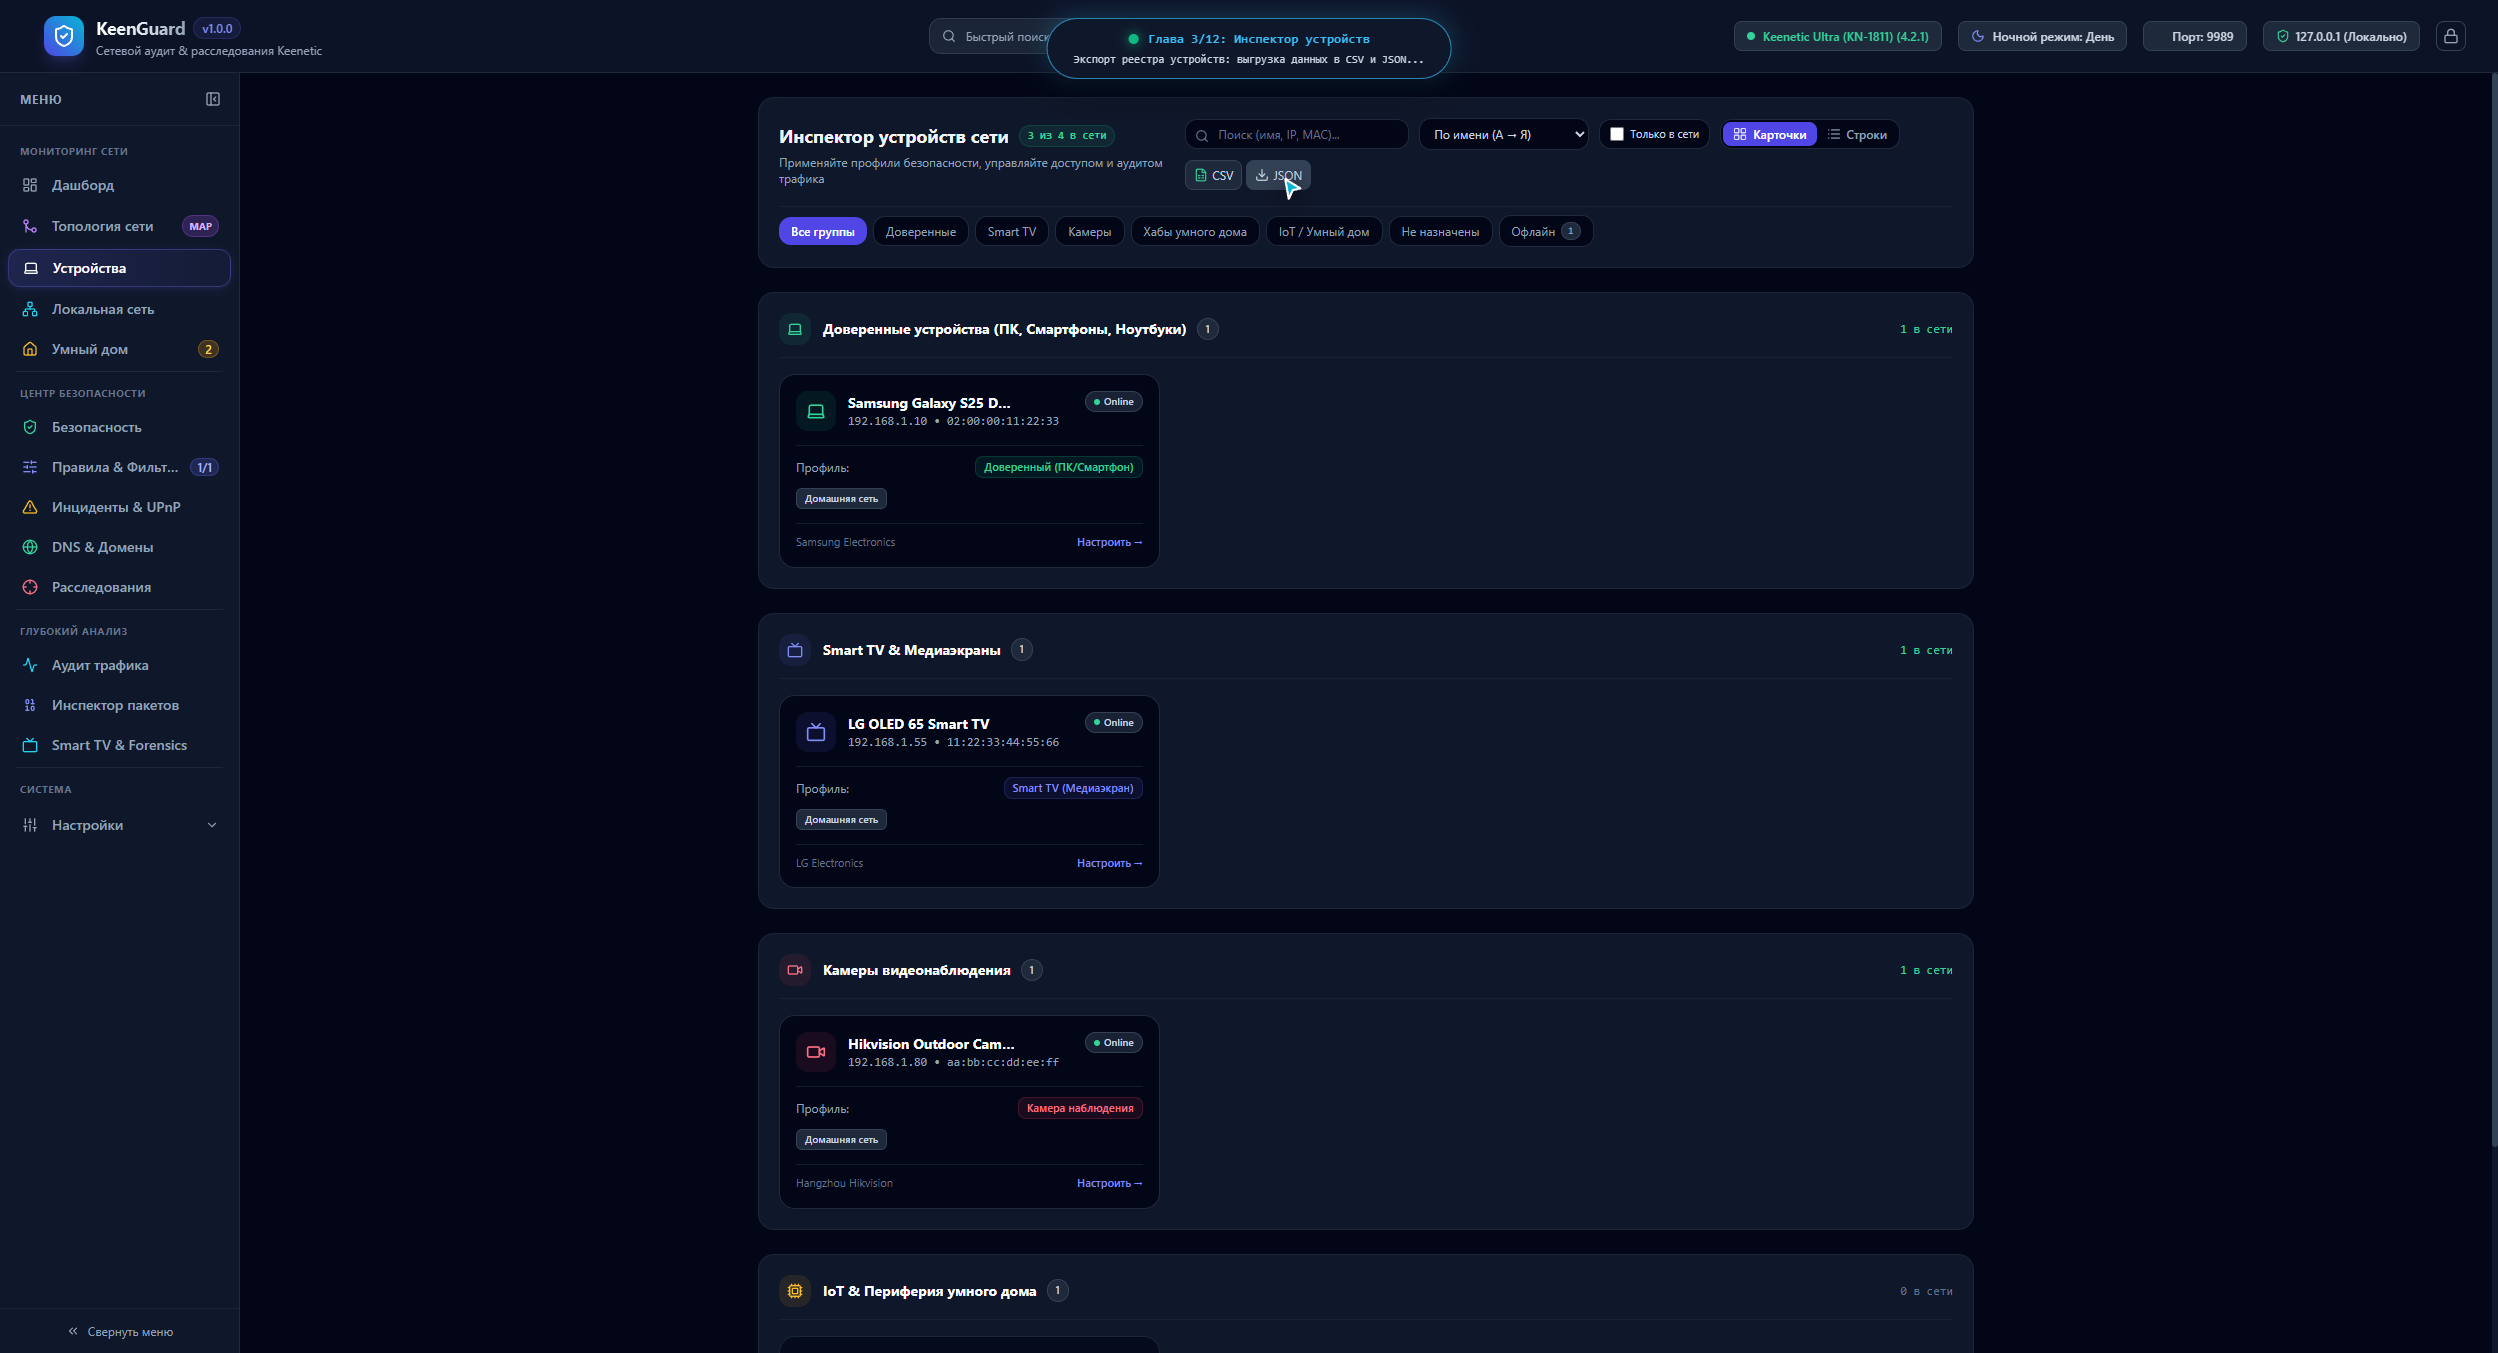 KeenGuard v1.0.0
Сетевой аудит & расследования Keenetic
Быстрый поиск
Глава 3/12: Инспектор устройств
Экспорт реестра устройств: выгрузка данных в CSV и JSON...
Keenetic Ultra (KN-1811) (4.2.1)
Ночной режим: День
Порт: 9989
127.0.0.1 (Локально)
МЕНЮ
МОНИТОРИНГ СЕТИ
Дашборд
Топология сети MAP
Устройства
Локальная сеть
Умный дом 2
ЦЕНТР БЕЗОПАСНОСТИ
Безопасность
Правила & Фильт... 1/1
Инциденты & UPnP
DNS & Домены
Расследования
ГЛУБОКИЙ АНАЛИЗ
Аудит трафика
Инспектор пакетов
Smart TV & Forensics
СИСТЕМА
Настройки
« Свернуть меню
Инспектор устройств сети 3 из 4 в сети
Применяйте профили безопасности, управляйте доступом и аудитом
трафика
Поиск (имя, IP, MAC)...
По имени (А → Я)
Только в сети
Карточки
Строки
CSV
JSON
Все группы
Доверенные
Smart TV
Камеры
Хабы умного дома
IoT / Умный дом
Не назначены
Офлайн 1
Доверенные устройства (ПК, Смартфоны, Ноутбуки) 1
1 в сети
Samsung Galaxy S25 D...
Online
192.168.1.10 • 02:00:00:11:22:33
Профиль:
Доверенный (ПК/Смартфон)
Домашняя сеть
Samsung Electronics
Настроить →
Smart TV & Медиаэкраны 1
1 в сети
LG OLED 65 Smart TV
Online
192.168.1.55 • 11:22:33:44:55:66
Профиль:
Smart TV (Медиаэкран)
Домашняя сеть
LG Electronics
Настроить →
Камеры видеонаблюдения 1
1 в сети
Hikvision Outdoor Cam...
Online
192.168.1.80 • aa:bb:cc:dd:ee:ff
Профиль:
Камера наблюдения
Домашняя сеть
Hangzhou Hikvision
Настроить →
IoT & Периферия умного дома 1
0 в сети